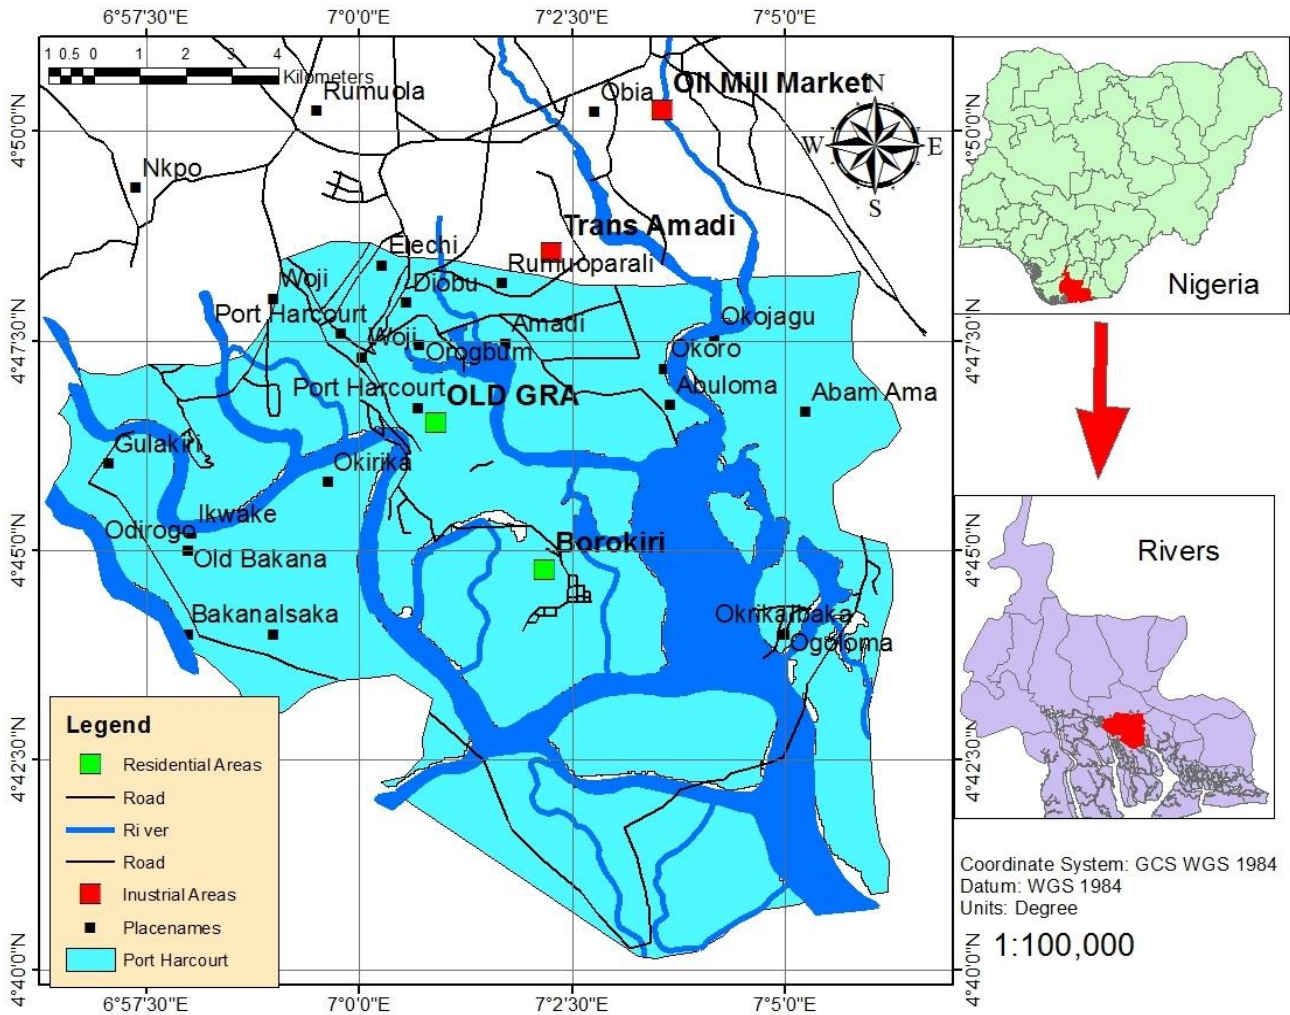 6°57'30"E 7°0'0"E 7°2'30"E 7°5'0"E
1 0.5 0 1 2 3 4
Kilometers
Rumuola
Obia
Oil Mill Market
N
W E
S
4°5'0"N
4°5'0"N
Nkpo
Trans Amadi
Elechi
Rumuoparali
Woji
Diobu
Port Harcourt
Amadi
Okojagu
Woji
Orogbum
Okoro
4°47'30"N
4°47'30"N
Port Harcourt
OLD GRA
Abuloma
Abam Ama
Gulakiri
Okirika
Ikwake
Odirogo
Old Bakana
Borokiri
4°45'0"N
4°45'0"N
BakanaIsaka
OkrikaIbaka
Ogoloma
4°42'30"N
4°42'30"N
Legend
Residential Areas
Road
River
Road
Inustrial Areas
Placenames
Port Harcourt
4°40'0"N
4°40'0"N
6°57'30"E 7°0'0"E 7°2'30"E 7°5'0"E
Nigeria
Rivers
Coordinate System: GCS WGS 1984
Datum: WGS 1984
Units: Degree
1:100,000